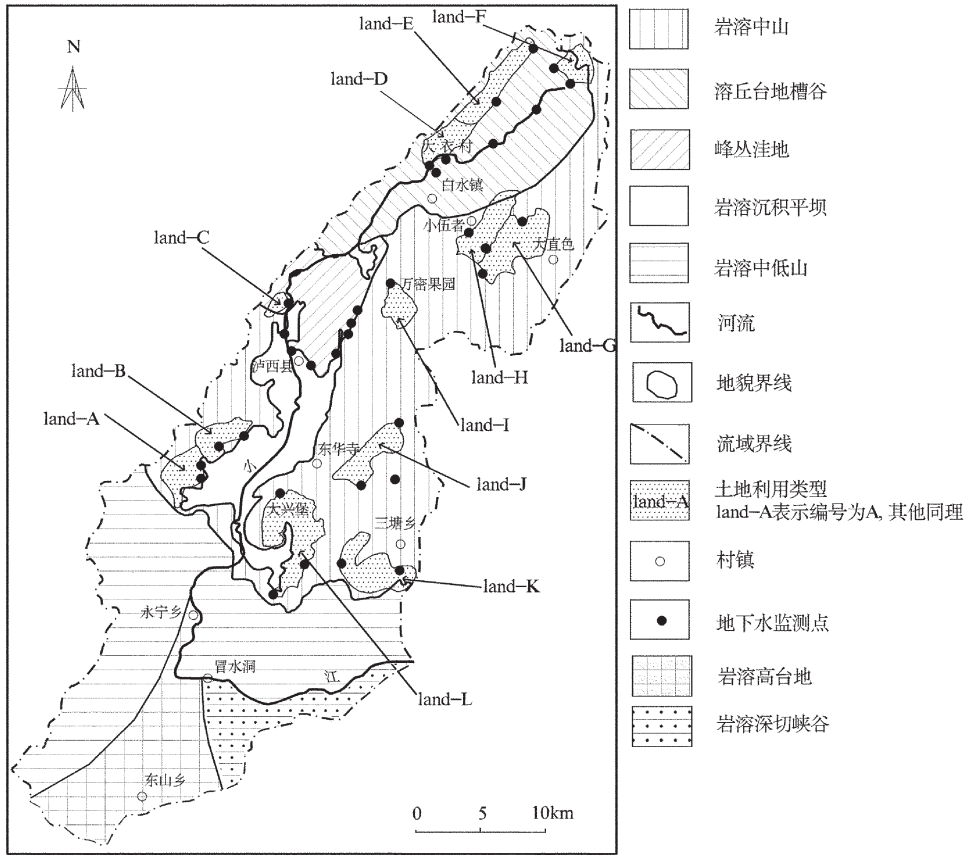 N
land-F
land-E
land-D
大衣村
白水镇
小伍者
大直色
land-C
万密果园
land-G
land-H
泸西县
land-B
land-I
land-A
东华寺
小
land-J
大兴堡
三塘乡
land-K
永宁乡
冒水洞
江
land-L
东山乡
0 5 10km
岩溶中山
溶丘台地槽谷
峰丛洼地
岩溶沉积平坝
岩溶中低山
河流
地貌界线
流域界线
land-A
土地利用类型
land-A表示编号为A, 其他同理
村镇
地下水监测点
岩溶高台地
岩溶深切峡谷